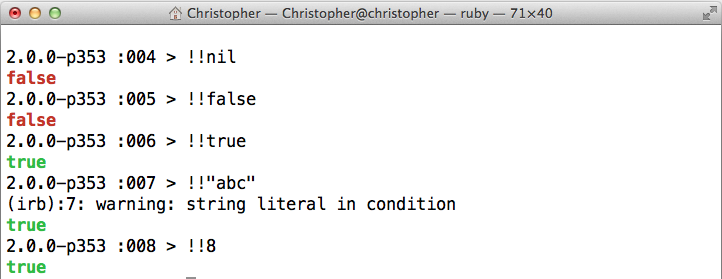 Christopher — Christopher@christopher — ruby — 71×40
2.0.0-p353 :004 > !!nil
false
2.0.0-p353 :005 > !!false
false
2.0.0-p353 :006 > !!true
true
2.0.0-p353 :007 > !!"abc"
(irb):7: warning: string literal in condition
true
2.0.0-p353 :008 > !!8
true